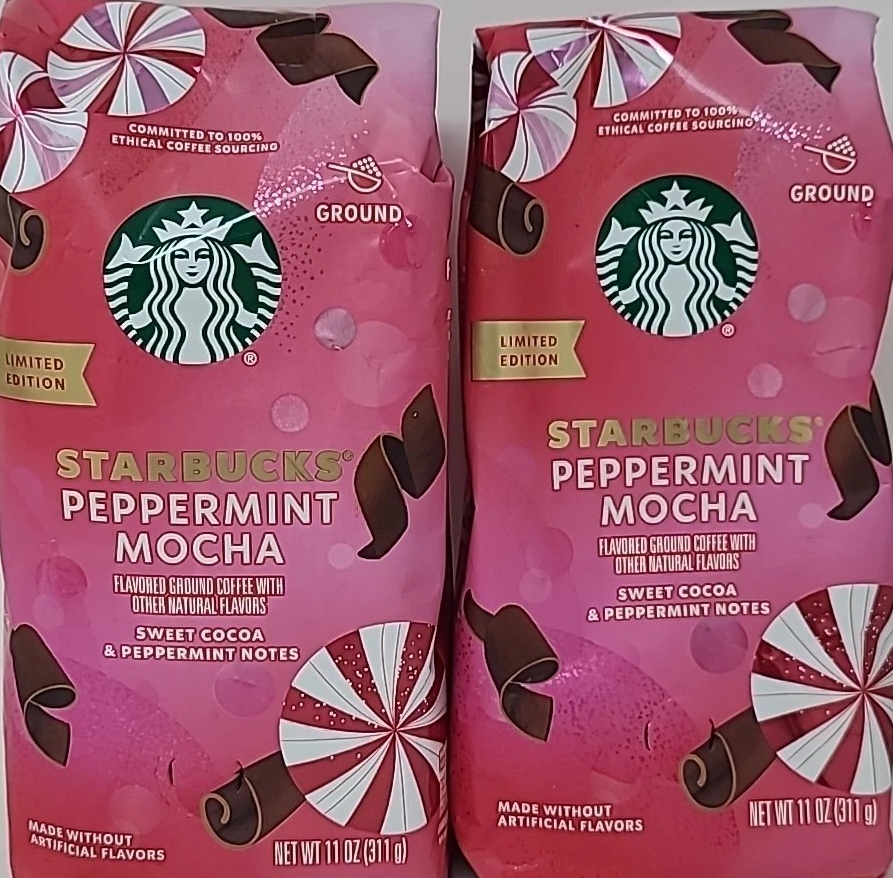 COMMITTED TO 100%
ETHICAL COFFEE SOURCING
GROUND
®
LIMITED
EDITION
STARBUCKS®
PEPPERMINT
MOCHA
FLAVORED GROUND COFFEE WITH
OTHER NATURAL FLAVORS
SWEET COCOA
& PEPPERMINT NOTES
MADE WITHOUT
ARTIFICIAL FLAVORS
NET WT 11 OZ (311 g)
COMMITTED TO 100%
ETHICAL COFFEE SOURCING
GROUND
®
LIMITED
EDITION
STARBUCKS®
PEPPERMINT
MOCHA
FLAVORED GROUND COFFEE WITH
OTHER NATURAL FLAVORS
SWEET COCOA
& PEPPERMINT NOTES
MADE WITHOUT
ARTIFICIAL FLAVORS
NET WT 11 OZ (311 g)